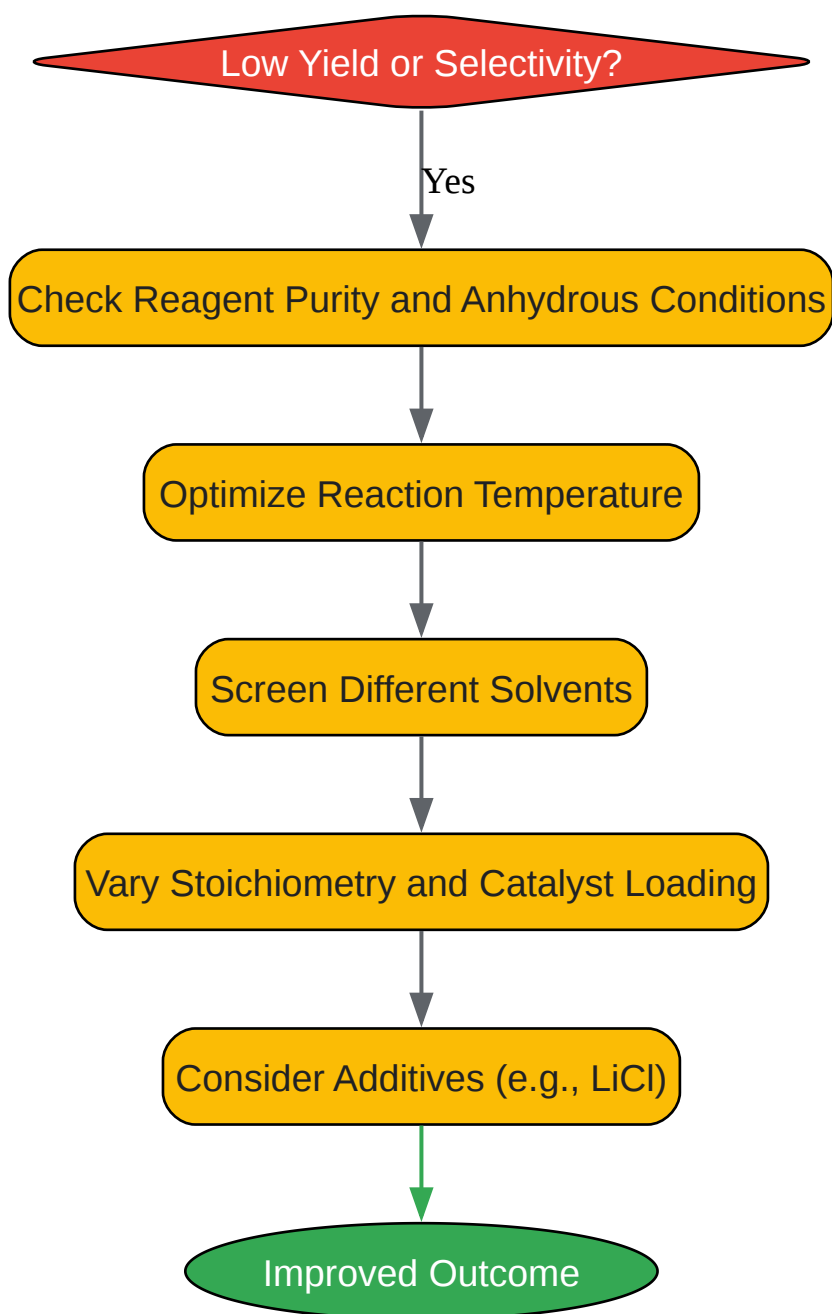 Low Yield or Selectivity?
Yes
Check Reagent Purity and Anhydrous Conditions
Optimize Reaction Temperature
Screen Different Solvents
Vary Stoichiometry and Catalyst Loading
Consider Additives (e.g., LiCl)
Improved Outcome